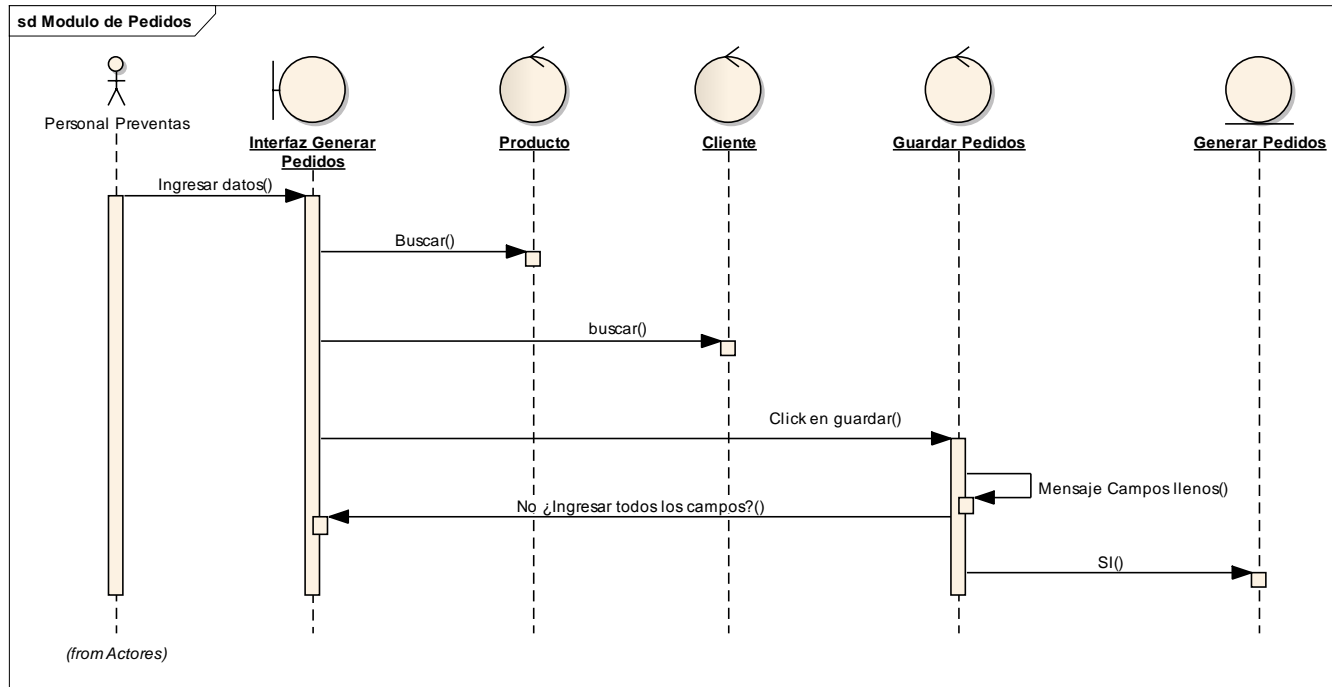 sd Modulo de Pedidos
Personal Preventas
Interfaz Generar
Pedidos
Producto
Cliente
Guardar Pedidos
Generar Pedidos
Ingresar datos()
Buscar()
buscar()
Click en guardar()
Mensaje Campos llenos()
No ¿Ingresar todos los campos?()
SI()
(from Actores)